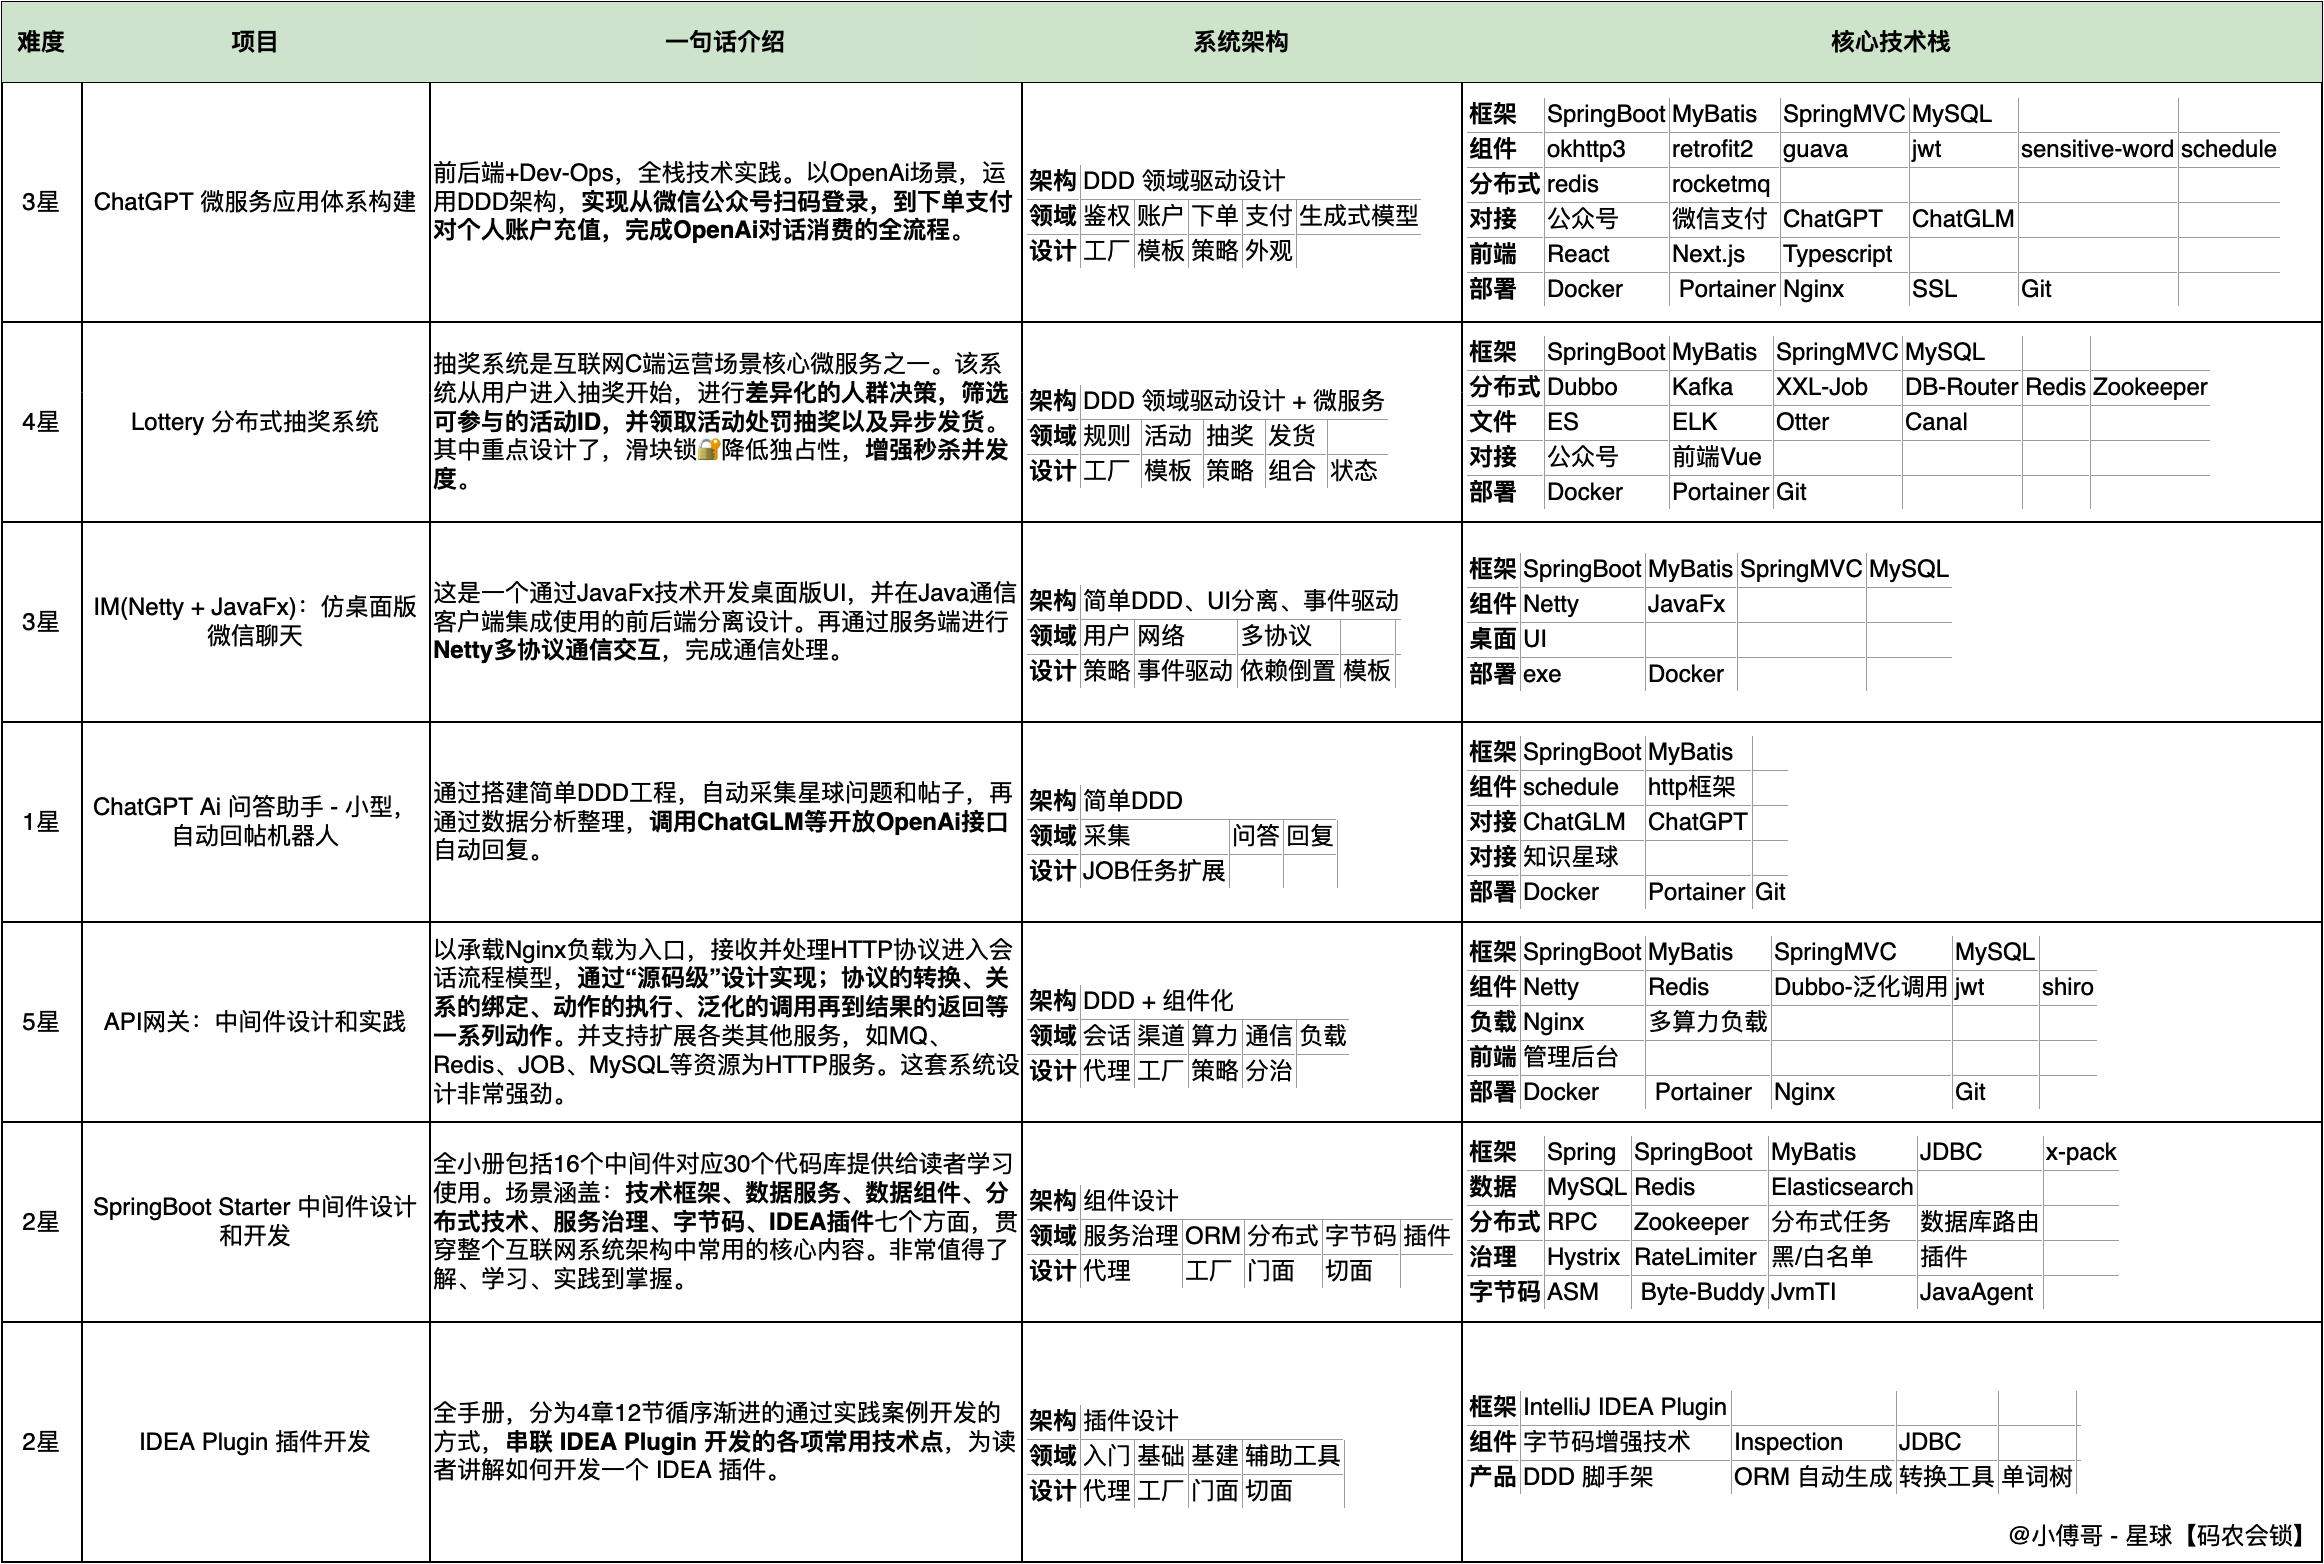 难度 项目 一句话介绍 系统架构 核心技术栈
3星
ChatGPT 微服务应用体系构建
前后端+Dev-Ops，全栈技术实践。以OpenAi场景，运
用DDD架构，实现从微信公众号扫码登录，到下单支付
对个人账户充值，完成OpenAi对话消费的全流程。
架构 DDD 领域驱动设计
领域 鉴权 账户 下单 支付 生成式模型
设计 工厂 模板 策略 外观
框架 SpringBoot MyBatis SpringMVC MySQL
组件 okhttp3 retrofit2 guava jwt sensitive-word schedule
分布式 redis rocketmq
对接 公众号 微信支付 ChatGPT ChatGLM
前端 React Next.js Typescript
部署 Docker Portainer Nginx SSL Git
4星
Lottery 分布式抽奖系统
抽奖系统是互联网C端运营场景核心微服务之一。该系
统从用户进入抽奖开始，进行差异化的人群决策，筛选
可参与的活动ID，并领取活动处罚抽奖以及异步发货。
其中重点设计了，滑块锁🔐降低独占性，增强秒杀并发
度。
架构 DDD 领域驱动设计 + 微服务
领域 规则 活动 抽奖 发货
设计 工厂 模板 策略 组合 状态
框架 SpringBoot MyBatis SpringMVC MySQL
分布式 Dubbo Kafka XXL-Job DB-Router Redis Zookeeper
文件 ES ELK Otter Canal
对接 公众号 前端Vue
部署 Docker Portainer Git
3星
IM(Netty + JavaFx)：仿桌面版
微信聊天
这是一个通过JavaFx技术开发桌面版UI，并在Java通信
客户端集成使用的前后端分离设计。再通过服务端进行
Netty多协议通信交互，完成通信处理。
架构 简单DDD、UI分离、事件驱动
领域 用户 网络 多协议
设计 策略 事件驱动 依赖倒置 模板
框架 SpringBoot MyBatis SpringMVC MySQL
组件 Netty JavaFx
桌面 UI
部署 exe Docker
1星
ChatGPT Ai 问答助手 - 小型，
自动回帖机器人
通过搭建简单DDD工程，自动采集星球问题和帖子，再
通过数据分析整理，调用ChatGLM等开放OpenAi接口
自动回复。
架构 简单DDD
领域 采集 问答 回复
设计 JOB任务扩展
框架 SpringBoot MyBatis
组件 schedule http框架
对接 ChatGLM ChatGPT
对接 知识星球
部署 Docker Portainer Git
5星
API网关：中间件设计和实践
以承载Nginx负载为入口，接收并处理HTTP协议进入会
话流程模型，通过“源码级”设计实现；协议的转换、关
系的绑定、动作的执行、泛化的调用再到结果的返回等
一系列动作。并支持扩展各类其他服务，如MQ、
Redis、JOB、MySQL等资源为HTTP服务。这套系统设
计非常强劲。
架构 DDD + 组件化
领域 会话 渠道 算力 通信 负载
设计 代理 工厂 策略 分治
框架 SpringBoot MyBatis SpringMVC MySQL
组件 Netty Redis Dubbo-泛化调用 jwt shiro
负载 Nginx 多算力负载
前端 管理后台
部署 Docker Portainer Nginx Git
2星
SpringBoot Starter 中间件设计
和开发
全小册包括16个中间件对应30个代码库提供给读者学习
使用。场景涵盖：技术框架、数据服务、数据组件、分
布式技术、服务治理、字节码、IDEA插件七个方面，贯
穿整个互联网系统架构中常用的核心内容。非常值得了
解、学习、实践到掌握。
架构 组件设计
领域 服务治理 ORM 分布式 字节码 插件
设计 代理 工厂 门面 切面
框架 Spring SpringBoot MyBatis JDBC x-pack
数据 MySQL Redis Elasticsearch
分布式 RPC Zookeeper 分布式任务 数据库路由
治理 Hystrix RateLimiter 黑/白名单 插件
字节码 ASM Byte-Buddy JvmTI JavaAgent
2星
IDEA Plugin 插件开发
全手册，分为4章12节循序渐进的通过实践案例开发的
方式，串联 IDEA Plugin 开发的各项常用技术点，为读
者讲解如何开发一个 IDEA 插件。
架构 插件设计
领域 入门 基础 基建 辅助工具
设计 代理 工厂 门面 切面
框架 IntelliJ IDEA Plugin
组件 字节码增强技术 Inspection JDBC
产品 DDD 脚手架 ORM 自动生成 转换工具 单词树
@小傅哥 - 星球【码农会锁】